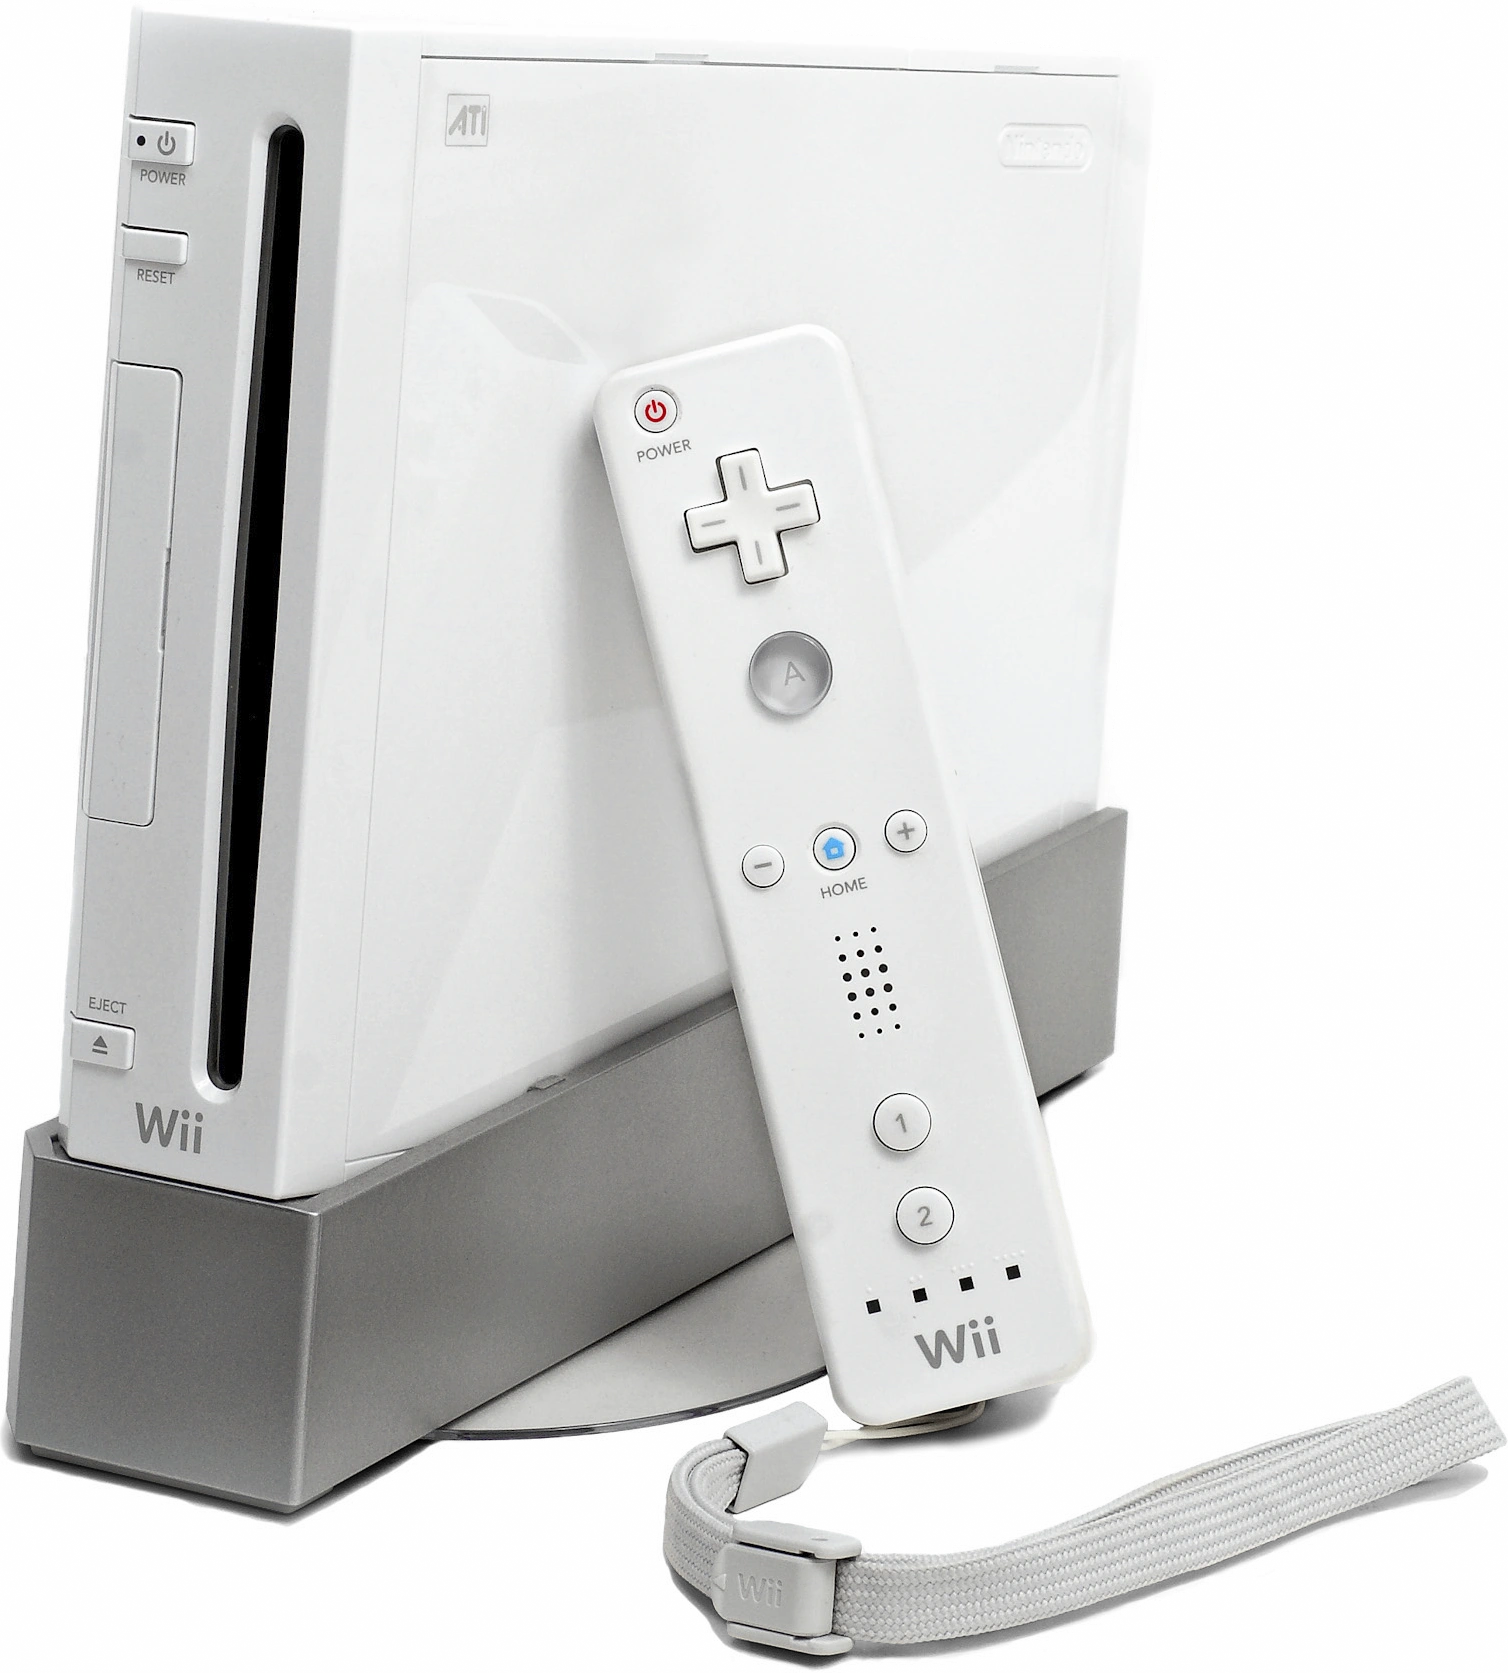 ATi
Nintendo
POWER
RESET
EJECT
Wii
POWER
A
HOME
1
2
Wii
Wii